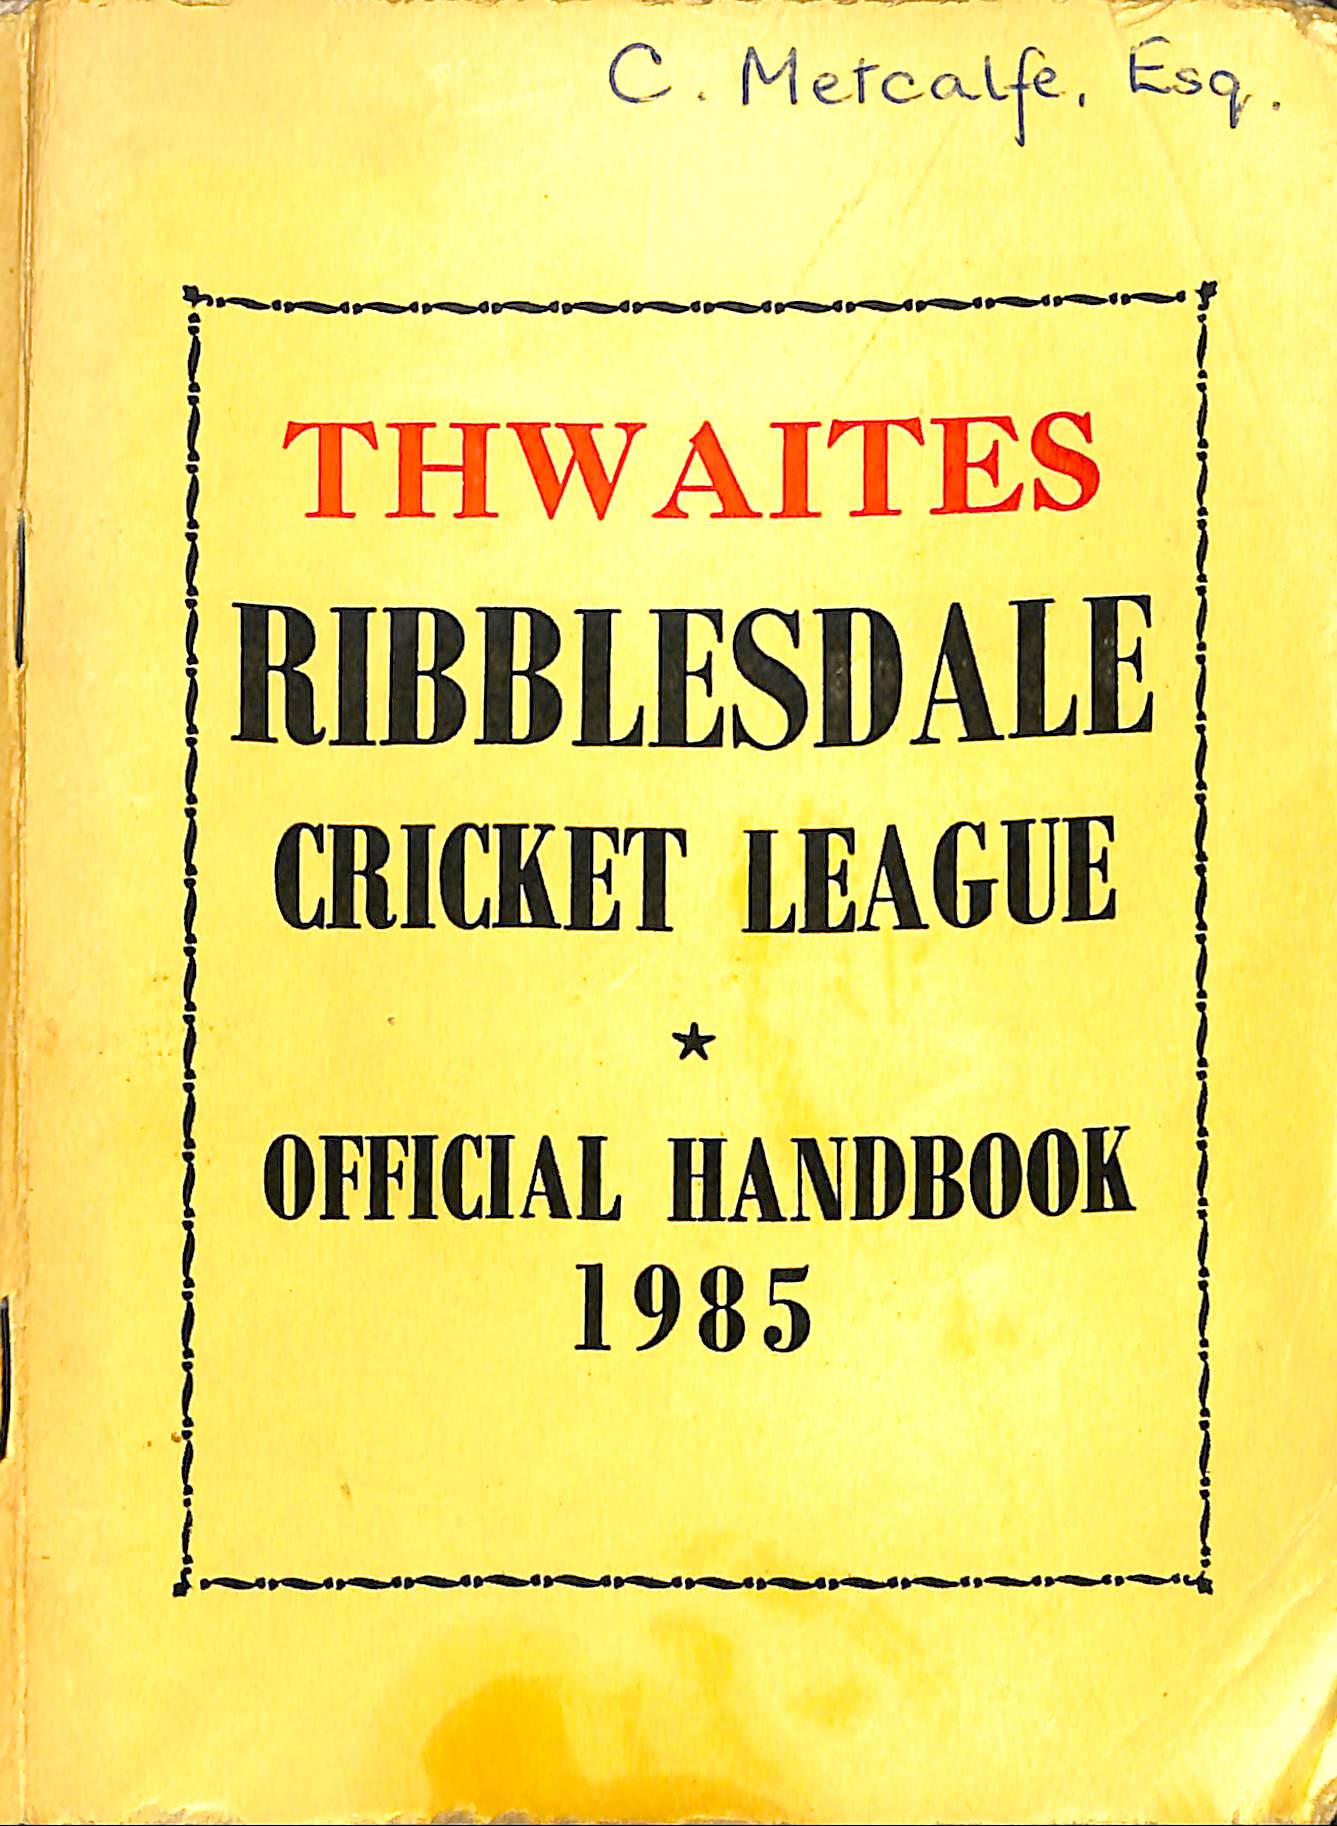 C. Metcalfe, Esq.
THWAITES
RIBBLESDALE
CRICKET LEAGUE
★
OFFICIAL HANDBOOK
1985